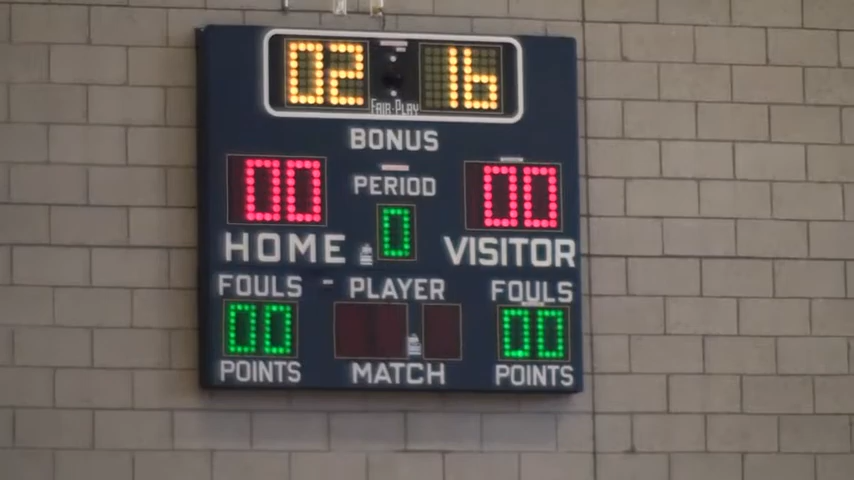 02 16
FAIR-PLAY
BONUS
00 PERIOD 00
HOME 0 VISITOR
FOULS - PLAYER FOULS
00 00
POINTS MATCH POINTS